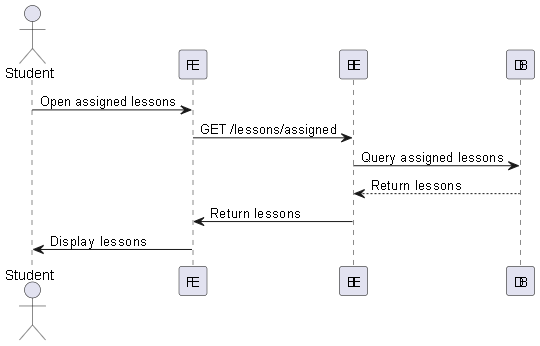 Student
FE
BE
DB
Open assigned lessons
GET /lessons/assigned
Query assigned lessons
Return lessons
Return lessons
Display lessons
Student
FE
BE
DB